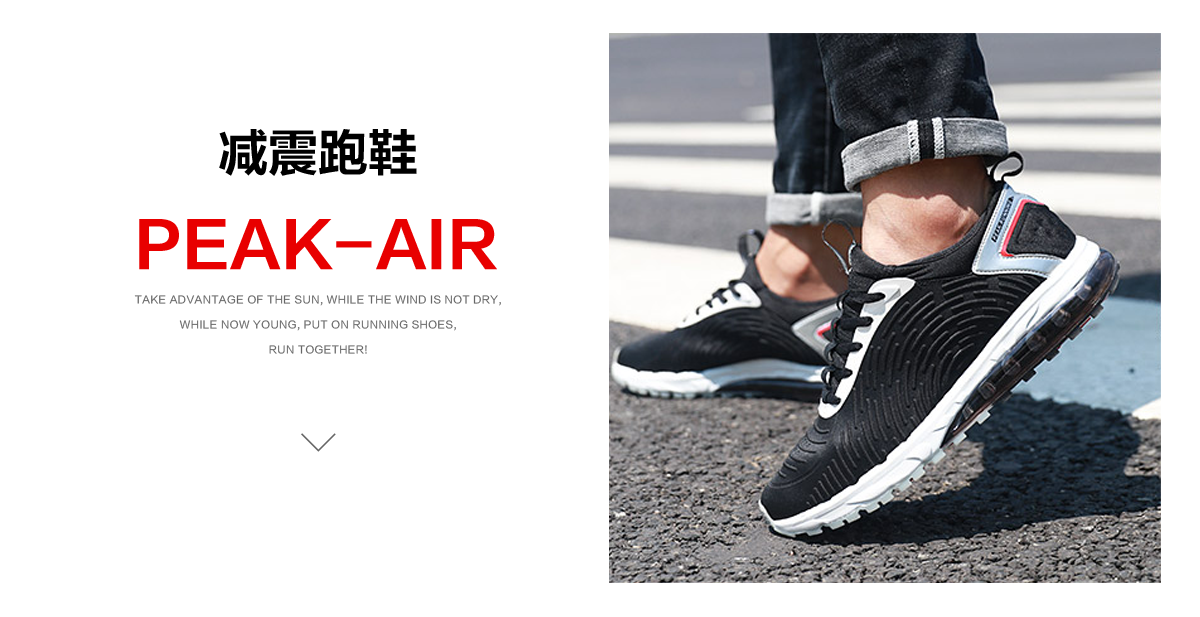 减震跑鞋
PEAK-AIR
TAKE ADVANTAGE OF THE SUN, WHILE THE WIND IS NOT DRY,
WHILE NOW YOUNG, PUT ON RUNNING SHOES,
RUN TOGETHER!